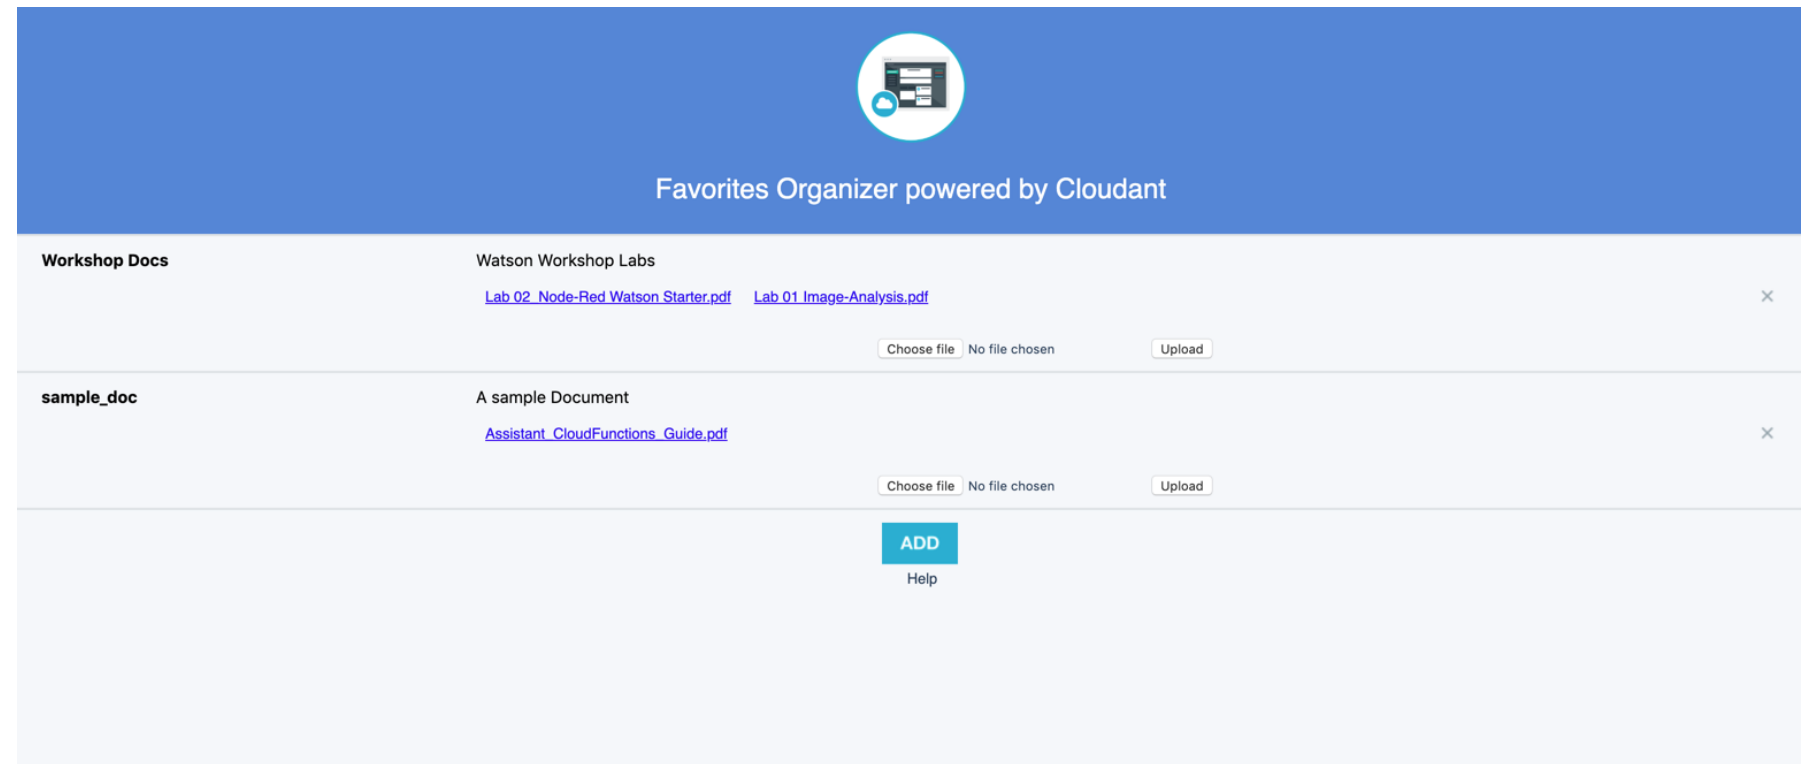 Favorites Organizer powered by Cloudant
Workshop Docs Watson Workshop Labs
Lab 02_Node-Red Watson Starter.pdf Lab 01 Image-Analysis.pdf ×
Choose file No file chosen Upload
sample_doc A sample Document
Assistant_CloudFunctions_Guide.pdf ×
Choose file No file chosen Upload
ADD
Help